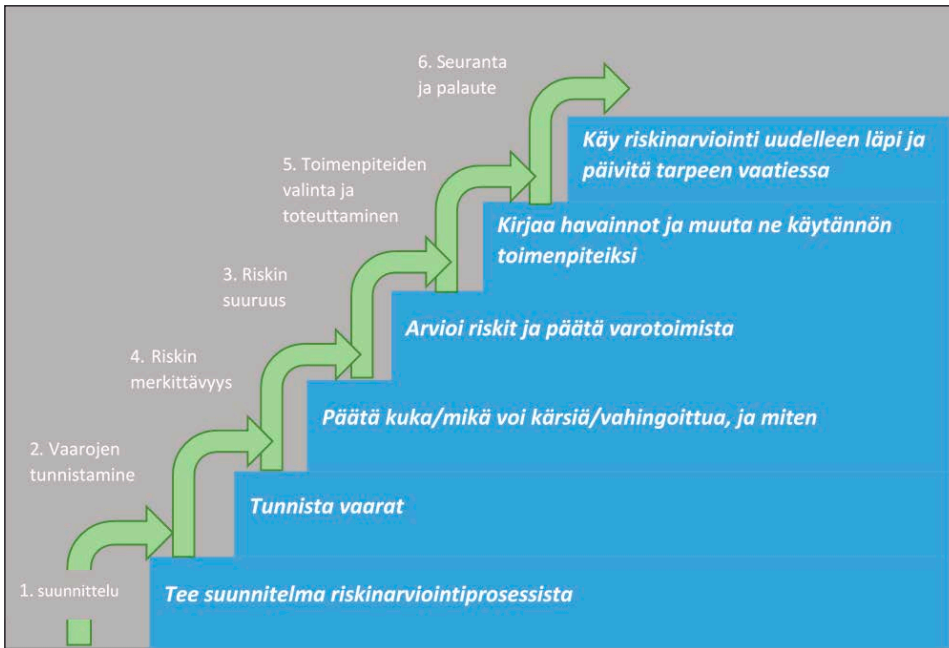 6. Seuranta
ja palaute
Käy riskinarviointi uudelleen läpi ja
päivitä tarpeen vaatiessa
5. Toimenpiteiden
valinta ja
toteuttaminen
Kirjaa havainnot ja muuta ne käytännön
toimenpiteiksi
3. Riskin
suuruus
Arvioi riskit ja päätä varotoimista
4. Riskin
merkittävyys
Päätä kuka/mikä voi kärsiä/vahingoittua, ja miten
2. Vaarojen
tunnistamine
Tunnista vaarat
1. suunnittelu
Tee suunnitelma riskinarviointiprosessista